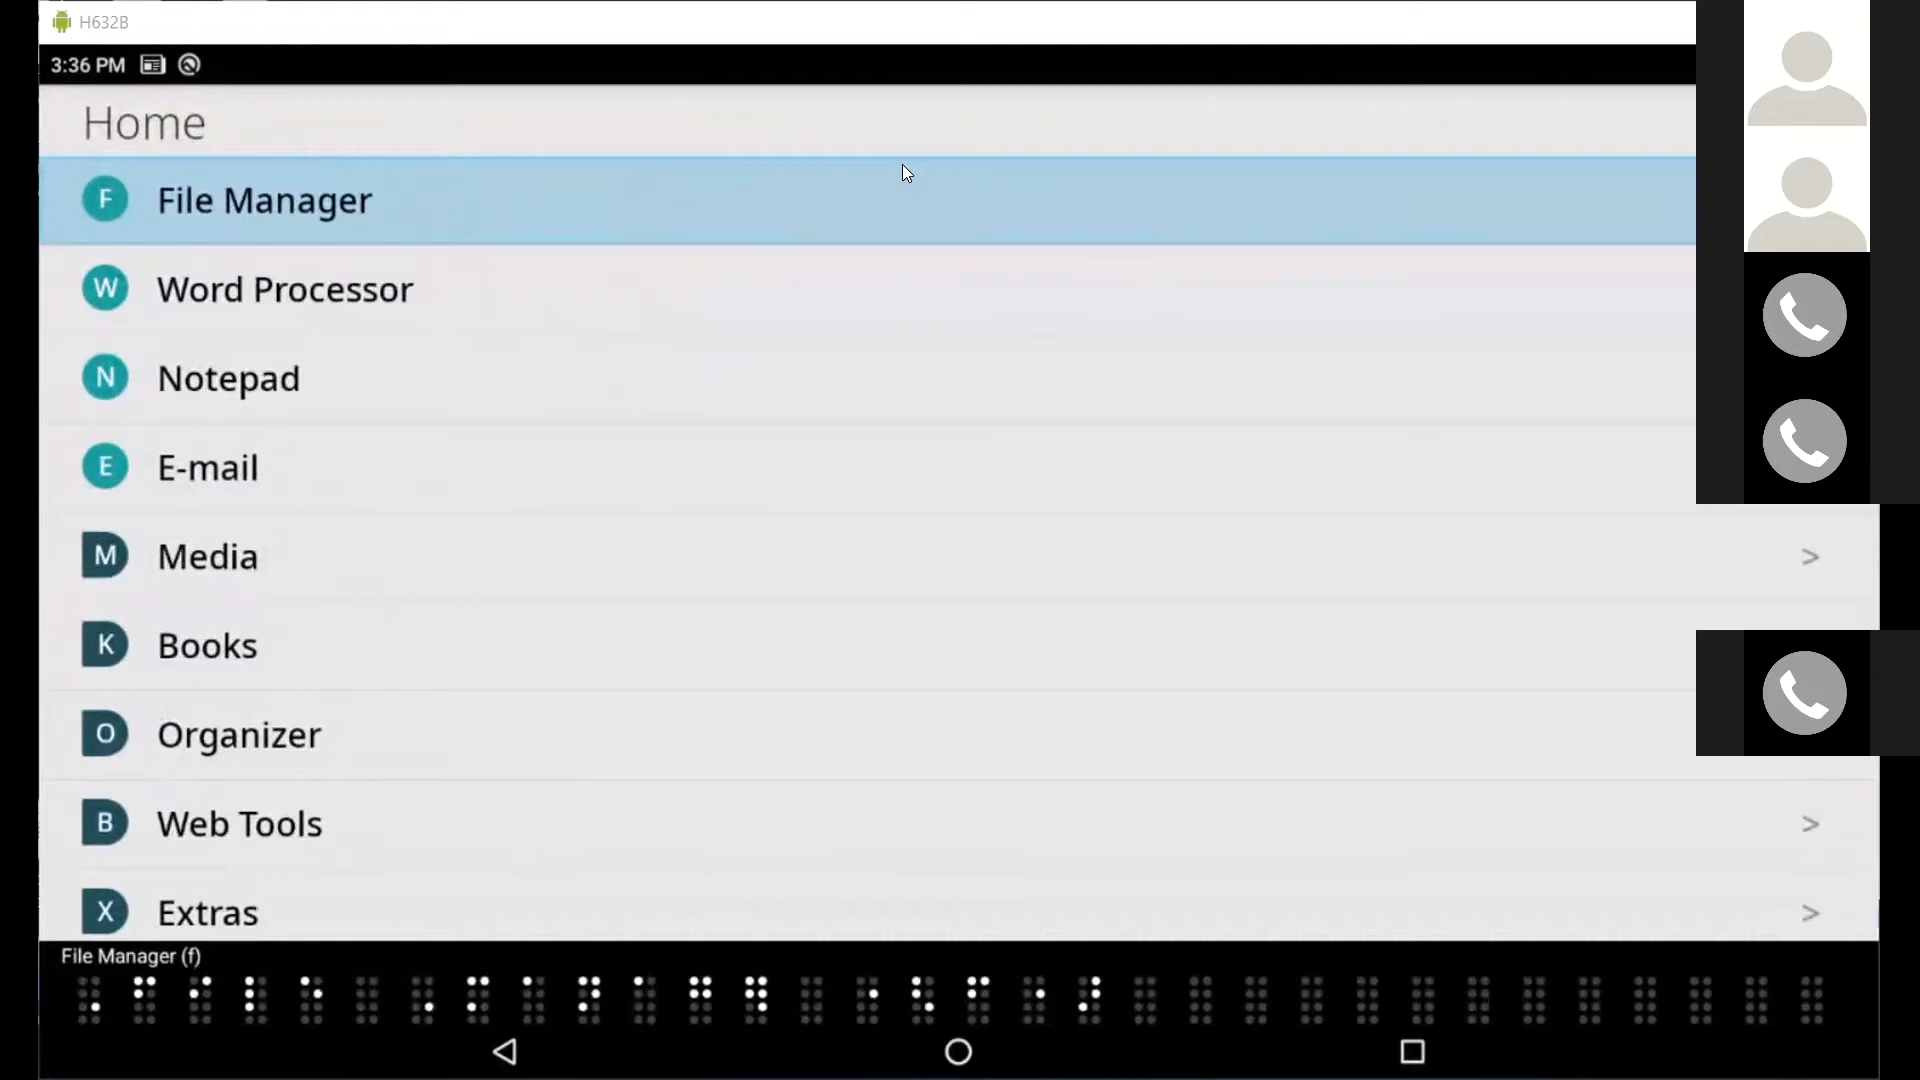 H632B
3:36 PM
Home
F File Manager
W Word Processor
N Notepad
E E-mail
M Media >
K Books
O Organizer
B Web Tools >
X Extras >
File Manager (f)
⠠⠋⠊⠇⠑⠀⠠⠍⠁⠝⠁⠛⠻⠀⠐⠣⠋⠐⠜